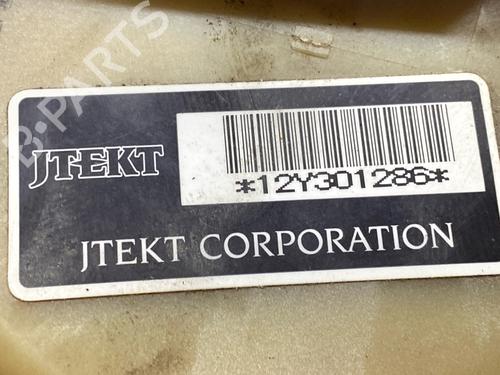 B-PARTS
JTEKT
*12Y301286*
JTEKT CORPORATION